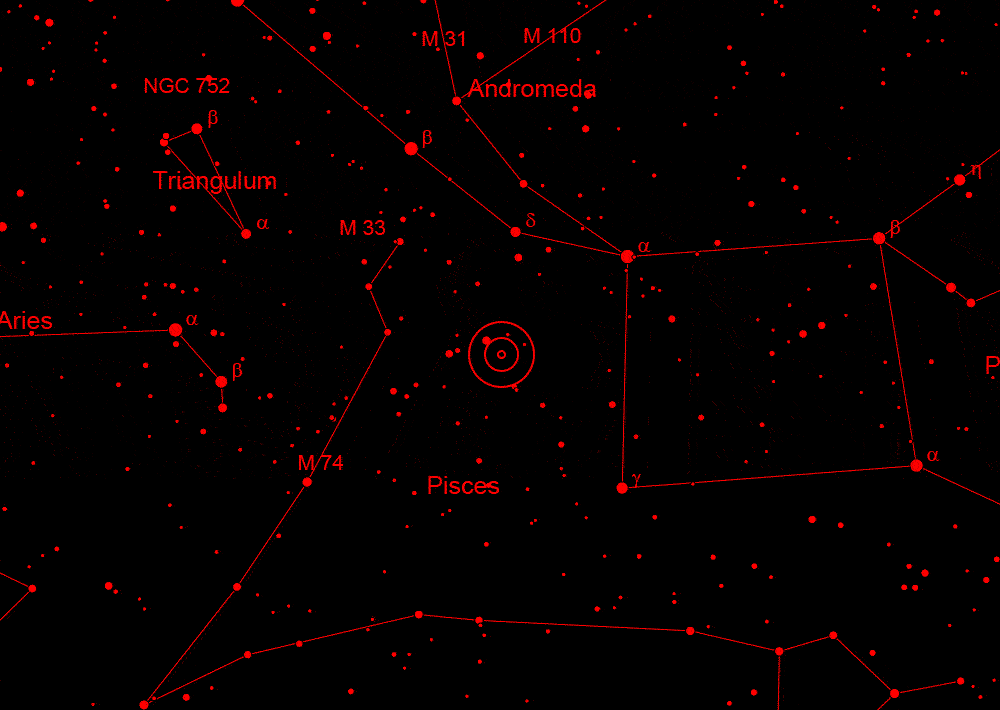 M 31
M 110
NGC 752
Andromeda
β
β
η
Triangulum
α
M 33
δ
α
β
Aries
α
β
P
α
M 74
Pisces
γ